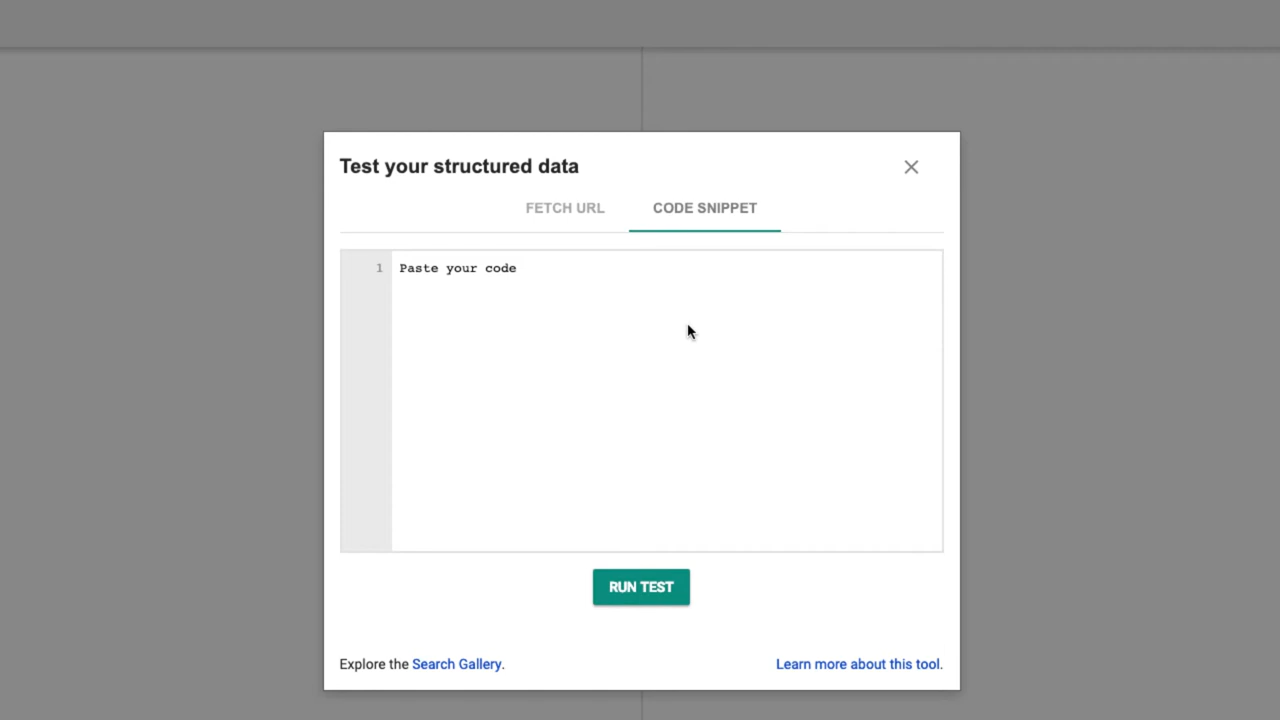 Test your structured data
FETCH URL
CODE SNIPPET
1 Paste your code
RUN TEST
Explore the Search Gallery.
Learn more about this tool.